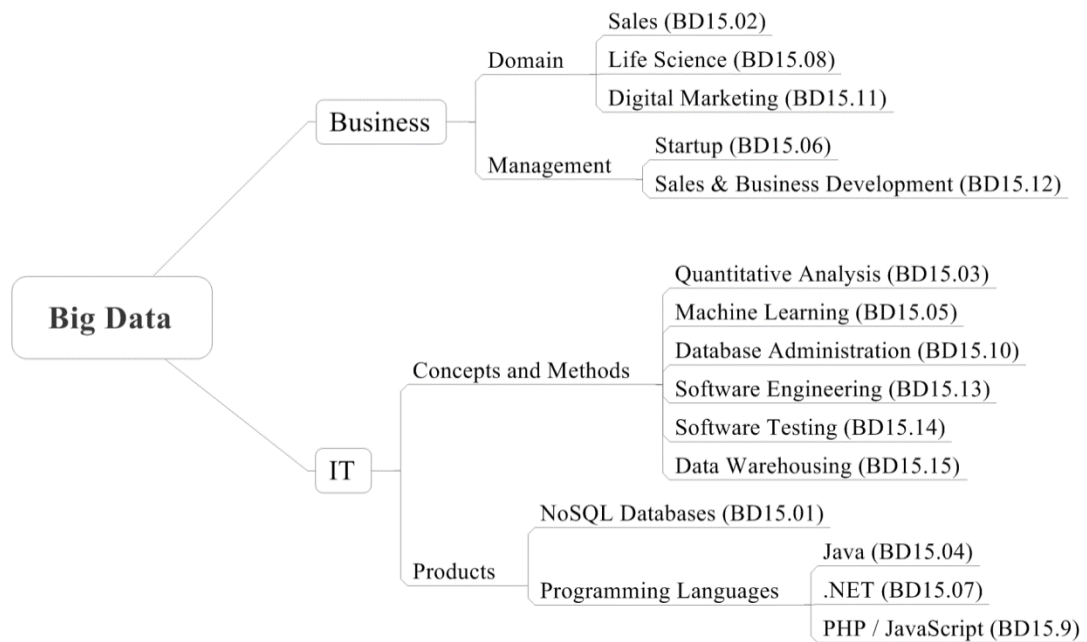 Big Data
Business
Domain
Sales (BD15.02)
Life Science (BD15.08)
Digital Marketing (BD15.11)
Management
Startup (BD15.06)
Sales & Business Development (BD15.12)
IT
Concepts and Methods
Quantitative Analysis (BD15.03)
Machine Learning (BD15.05)
Database Administration (BD15.10)
Software Engineering (BD15.13)
Software Testing (BD15.14)
Data Warehousing (BD15.15)
Products
NoSQL Databases (BD15.01)
Programming Languages
Java (BD15.04)
.NET (BD15.07)
PHP / JavaScript (BD15.9)